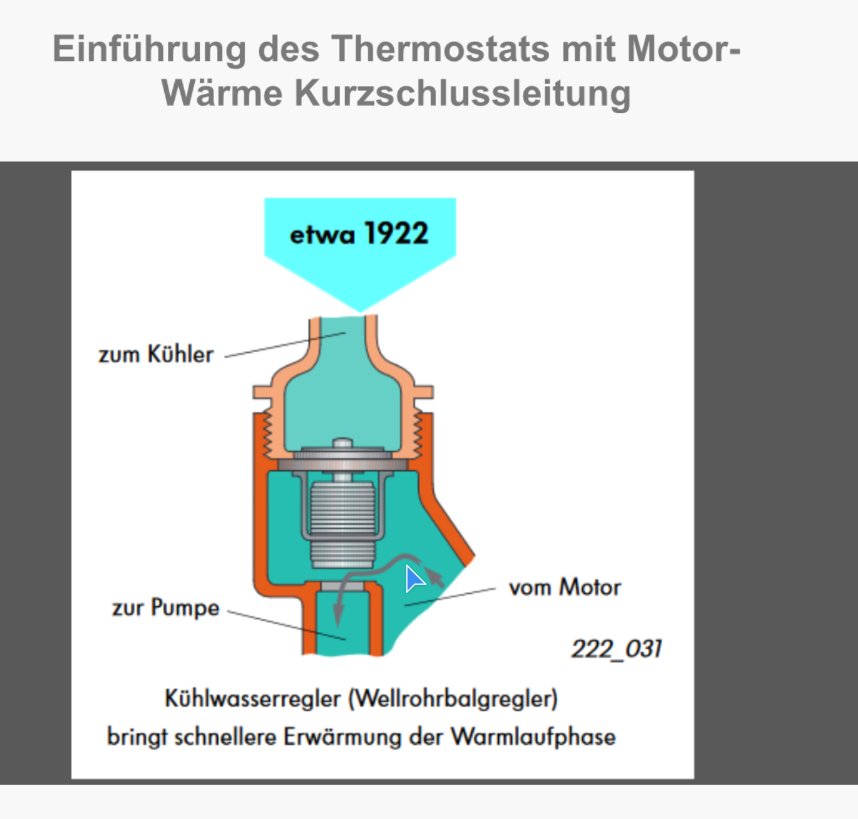 Einführung des Thermostats mit Motor-
Wärme Kurzschlussleitung
etwa 1922
zum Kühler
vom Motor
zur Pumpe
222_031
Kühlwasserregler (Wellrohrbalgregler)
bringt schnellere Erwärmung der Warmlaufphase